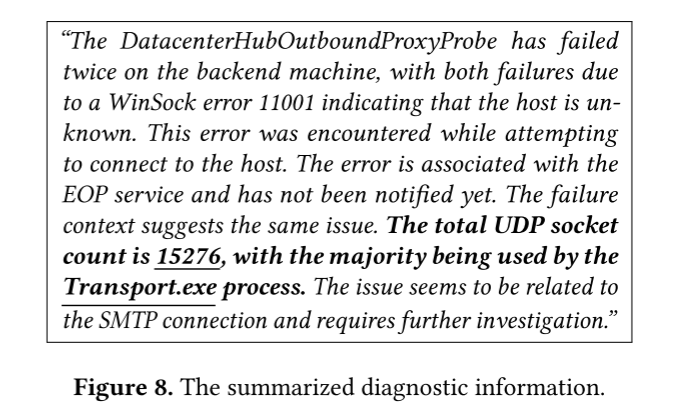 “The DatacenterHubOutboundProxyProbe has failed
twice on the backend machine, with both failures due
to a WinSock error 11001 indicating that the host is un-
known. This error was encountered while attempting
to connect to the host. The error is associated with the
EOP service and has not been notified yet. The failure
context suggests the same issue. The total UDP socket
count is 15276, with the majority being used by the
Transport.exe process. The issue seems to be related to
the SMTP connection and requires further investigation.”
Figure 8. The summarized diagnostic information.